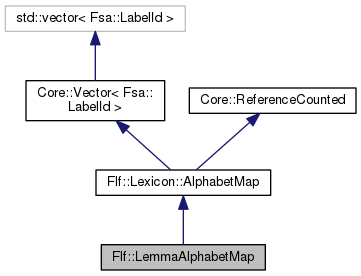 std::vector< Fsa::LabelId >
Core::Vector< Fsa::
LabelId >
Core::ReferenceCounted
Flf::Lexicon::AlphabetMap
Flf::LemmaAlphabetMap